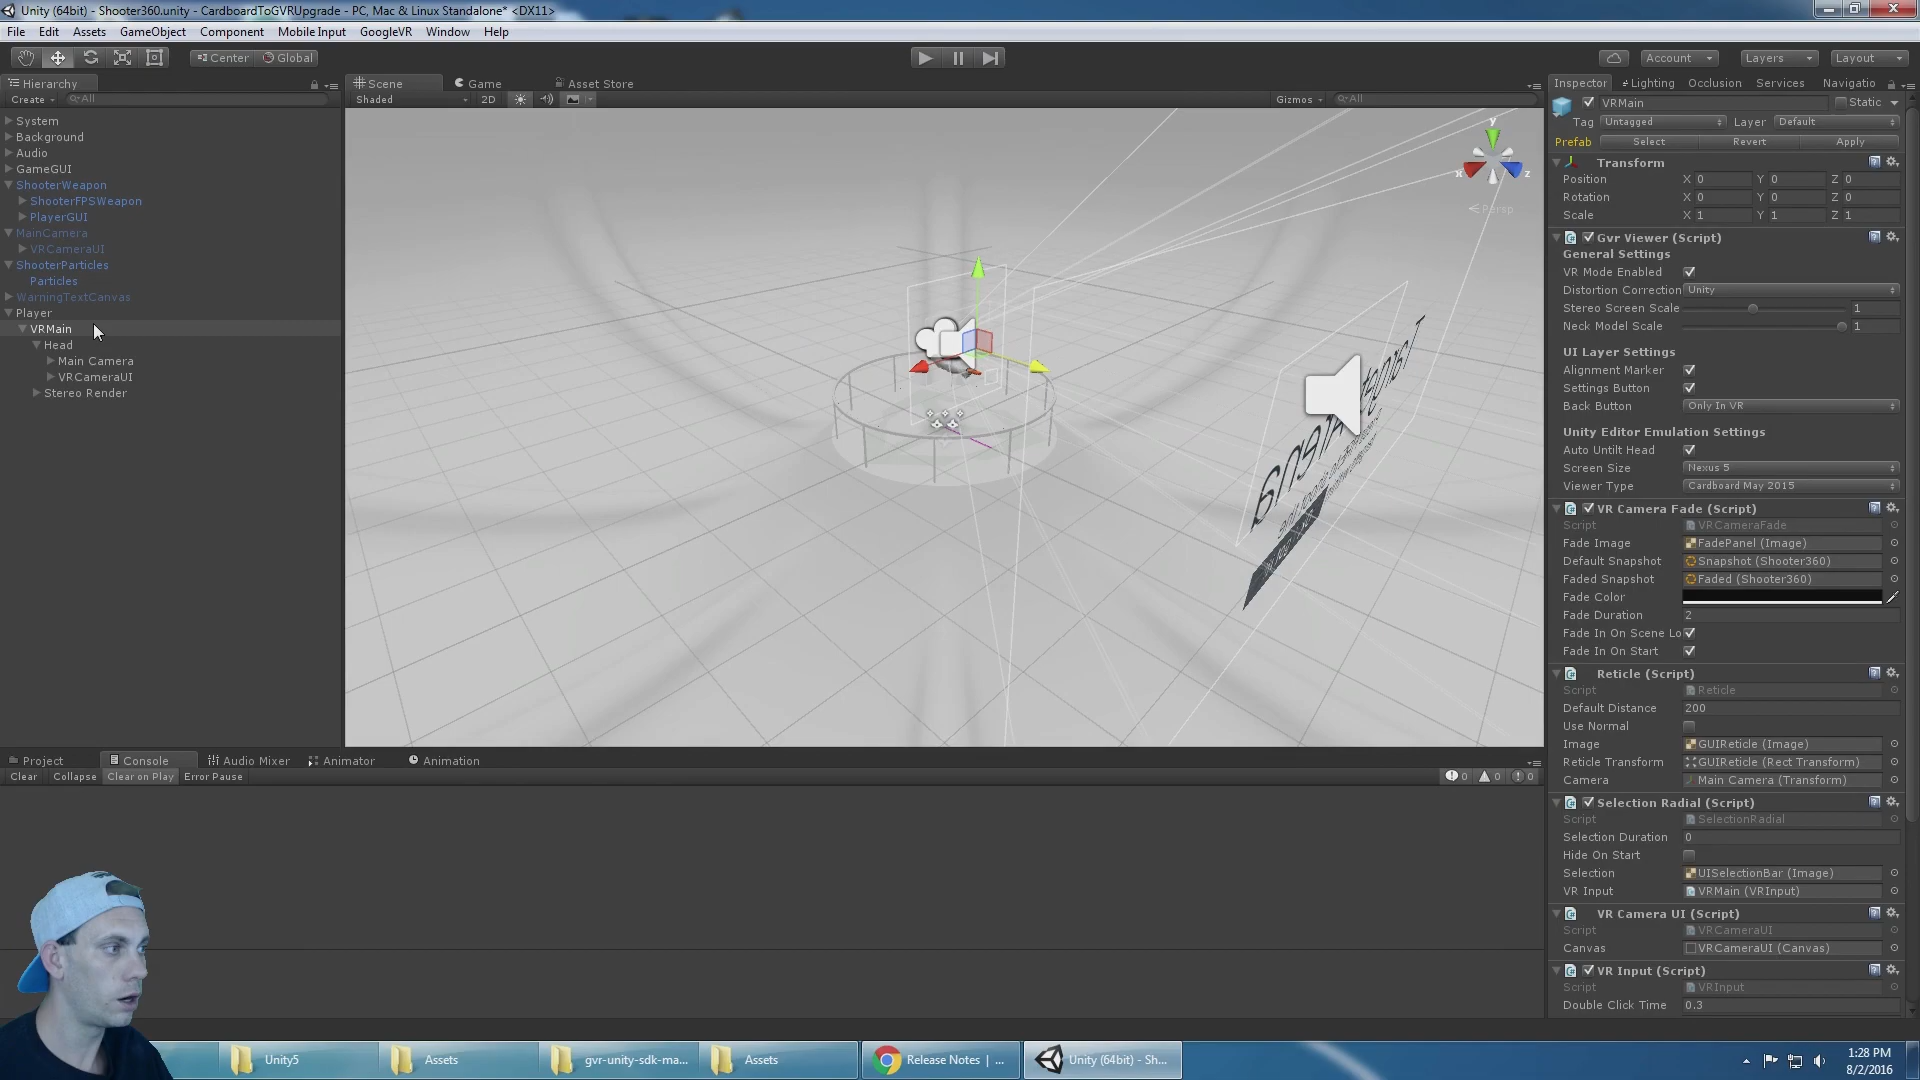 Unity (64bit) - Shooter360.unity - CardboardToGVRUpgrade - PC, Mac & Linux Standalone* <DX11>
File Edit Assets GameObject Component Mobile Input GoogleVR Window Help
Center Global Account Layers Layout
Hierarchy
Create All
System
Background
Audio
GameGUI
ShooterWeapon
ShooterFPSWeapon
PlayerGUI
MainCamera
VRCameraUI
ShooterParticles
Particles
WarningTextCanvas
Player
VRMain
Head
Main Camera
VRCameraUI
Stereo Render
Scene Game Asset Store
Shaded 2D Gizmos All
y
x z
Persp
Inspector Lighting Occlusion Services Navigatio
VRMain Static
Tag Untagged Layer Default
Prefab Select Revert Apply
Transform
Position X 0 Y 0 Z 0
Rotation X 0 Y 0 Z 0
Scale X 1 Y 1 Z 1
Gvr Viewer (Script)
General Settings
VR Mode Enabled
Distortion Correction Unity
Stereo Screen Scale 1
Neck Model Scale 1
UI Layer Settings
Alignment Marker
Settings Button
Back Button Only In VR
Unity Editor Emulation Settings
Auto Untilt Head
Screen Size Nexus 5
Viewer Type Cardboard May 2015
VR Camera Fade (Script)
Script VRCameraFade
Fade Image FadePanel (Image)
Default Snapshot Snapshot (Shooter360)
Faded Snapshot Faded (Shooter360)
Fade Color
Fade Duration 2
Fade In On Scene Lo
Fade In On Start
Reticle (Script)
Script Reticle
Default Distance 200
Use Normal
Image GUIReticle (Image)
Reticle Transform GUIReticle (Rect Transform)
Camera Main Camera (Transform)
Selection Radial (Script)
Script SelectionRadial
Selection Duration 0
Hide On Start
Selection UISelectionBar (Image)
VR Input VRMain (VRInput)
VR Camera UI (Script)
Script VRCameraUI
Canvas VRCameraUI (Canvas)
VR Input (Script)
Script VRInput
Double Click Time 0.3
Project Console Audio Mixer Animator Animation
Clear Collapse Clear on Play Error Pause 0 0 0
Unity5 Assets gvr-unity-sdk-ma... Assets Release Notes | ... Unity (64bit) - Sh...
1:28 PM
8/2/2016